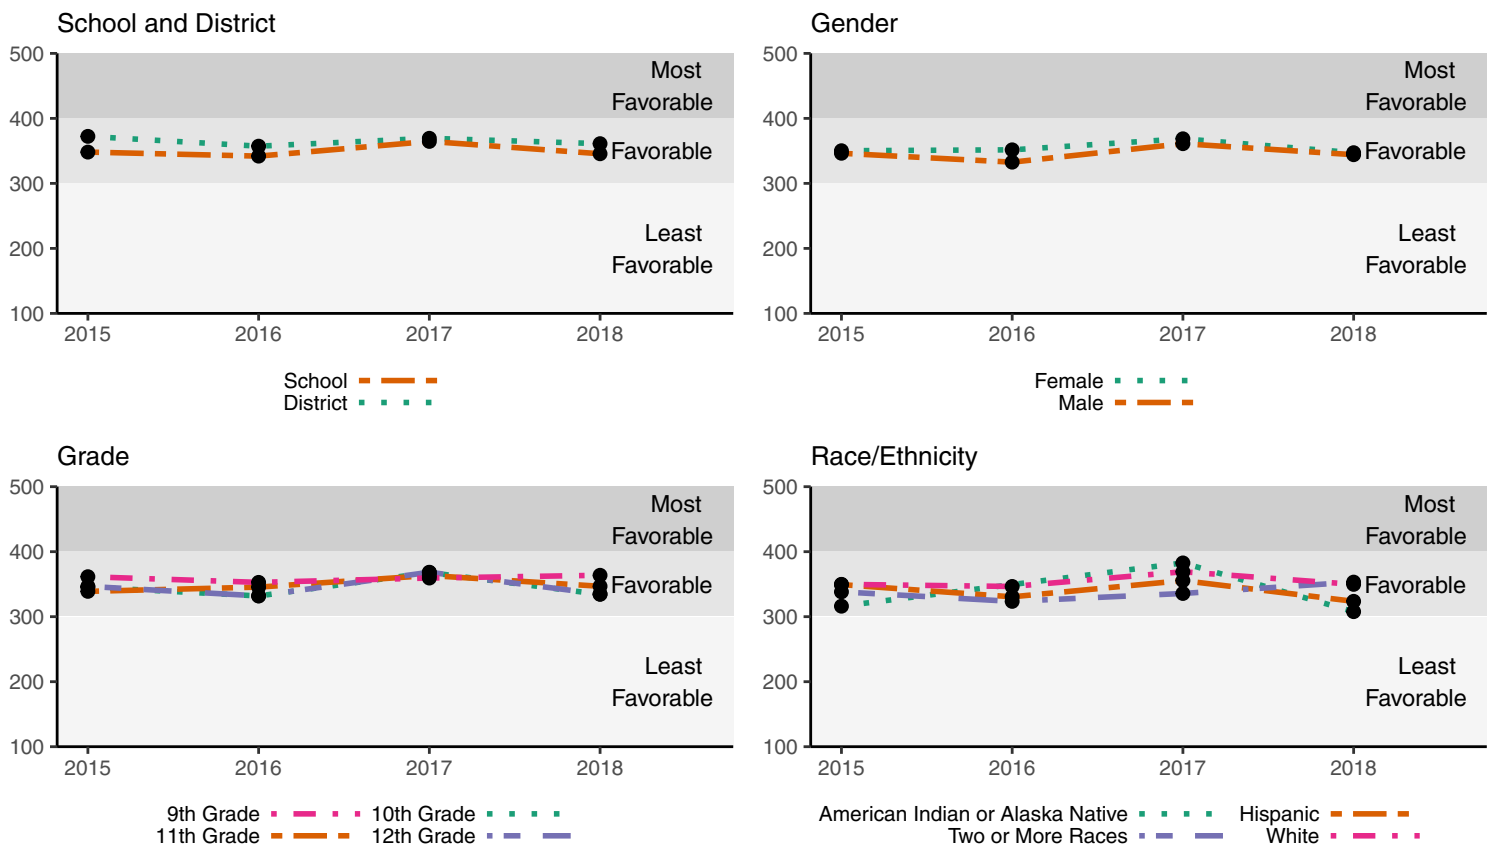 School and District
500
400
300
200
100
Most
Favorable
Favorable
Least
Favorable
2015 2016 2017 2018
School
District
Gender
500
400
300
200
100
Most
Favorable
Favorable
Least
Favorable
2015 2016 2017 2018
Female
Male
Grade
500
400
300
200
100
Most
Favorable
Favorable
Least
Favorable
2015 2016 2017 2018
9th Grade 10th Grade
11th Grade 12th Grade
Race/Ethnicity
500
400
300
200
100
Most
Favorable
Favorable
Least
Favorable
2015 2016 2017 2018
American Indian or Alaska Native Hispanic
Two or More Races White